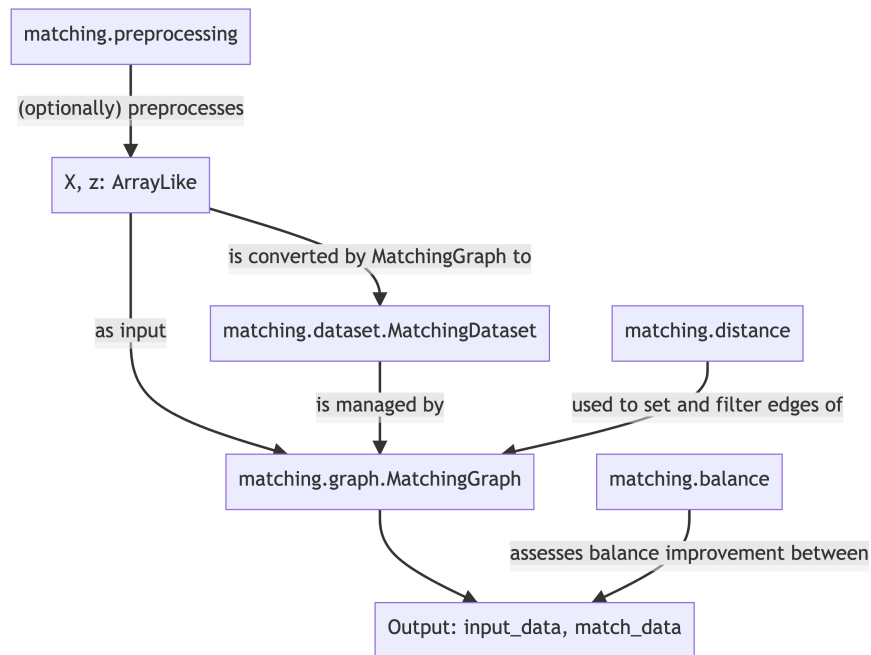 matching.preprocessing
(optionally) preprocesses
X, z: ArrayLike
is converted by MatchingGraph to
as input
matching.dataset.MatchingDataset
matching.distance
is managed by
used to set and filter edges of
matching.graph.MatchingGraph
matching.balance
assesses balance improvement between
Output: input_data, match_data